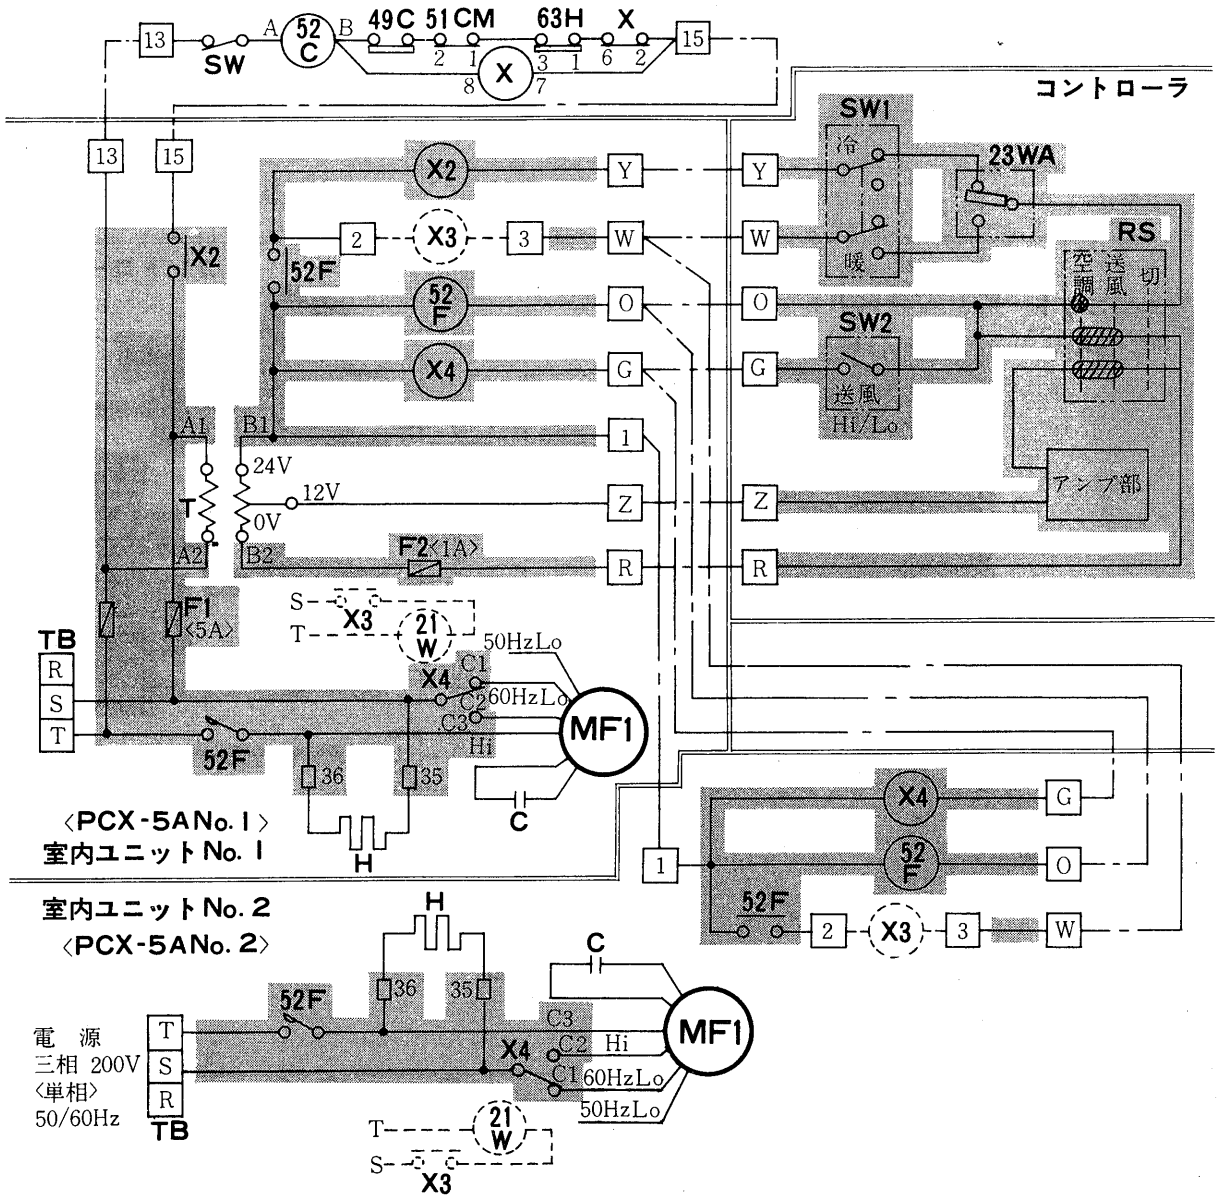 49C 51CM 63H X
13 A 52 C B 15
SW 2 1 3 1 6 2
8 X 7
コントローラ
SW1
13 15 冷 23WA
X2 Y Y
2 X3 3 W W RS
X2 暖 空調 送風 切
52F
52 F O O
SW2
X4 G G
送風
A1 B1 1 Hi/Lo
24V
アンプ部
T 12V Z Z
0V
A2 B2 F2〈1A〉 R R
F1 〈5A〉 S X3
T 21 W
TB 50HzLo
R C1
X4
S 60HzLo
C2
C3
T Hi MF1
52F 36 35
C
X4 G
〈PCX-5ANo.1〉
室内ユニットNo.1 H
1 52 F O
室内ユニットNo.2 H 52F
〈PCX-5ANo.2〉 2 X3 3 W
C
52F 36 35
C3
電源 T MF1
C2 Hi
三相 200V S X4
C1 60HzLo
〈単相〉 R
50/60Hz 50HzLo
TB T 21 W
S X3